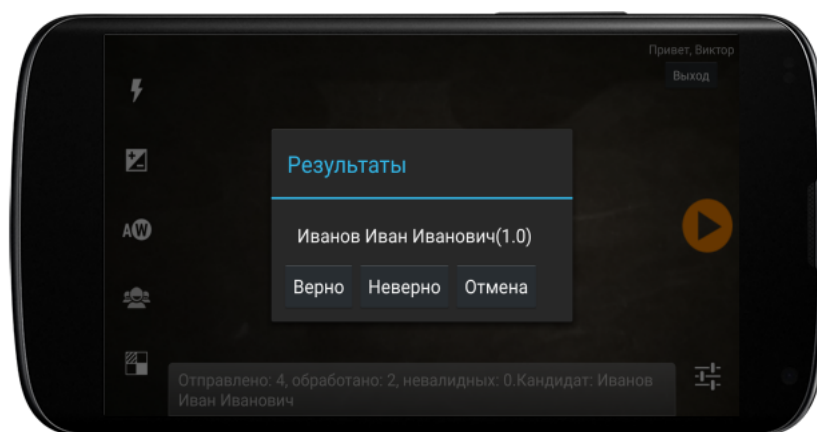 Привет, Виктор
Выход
Результаты
AW
Иванов Иван Иванович(1.0)
Верно Неверно Отмена
Отправлено: 4, обработано: 2, невалидных: 0.Кандидат: Иванов
Иван Иванович